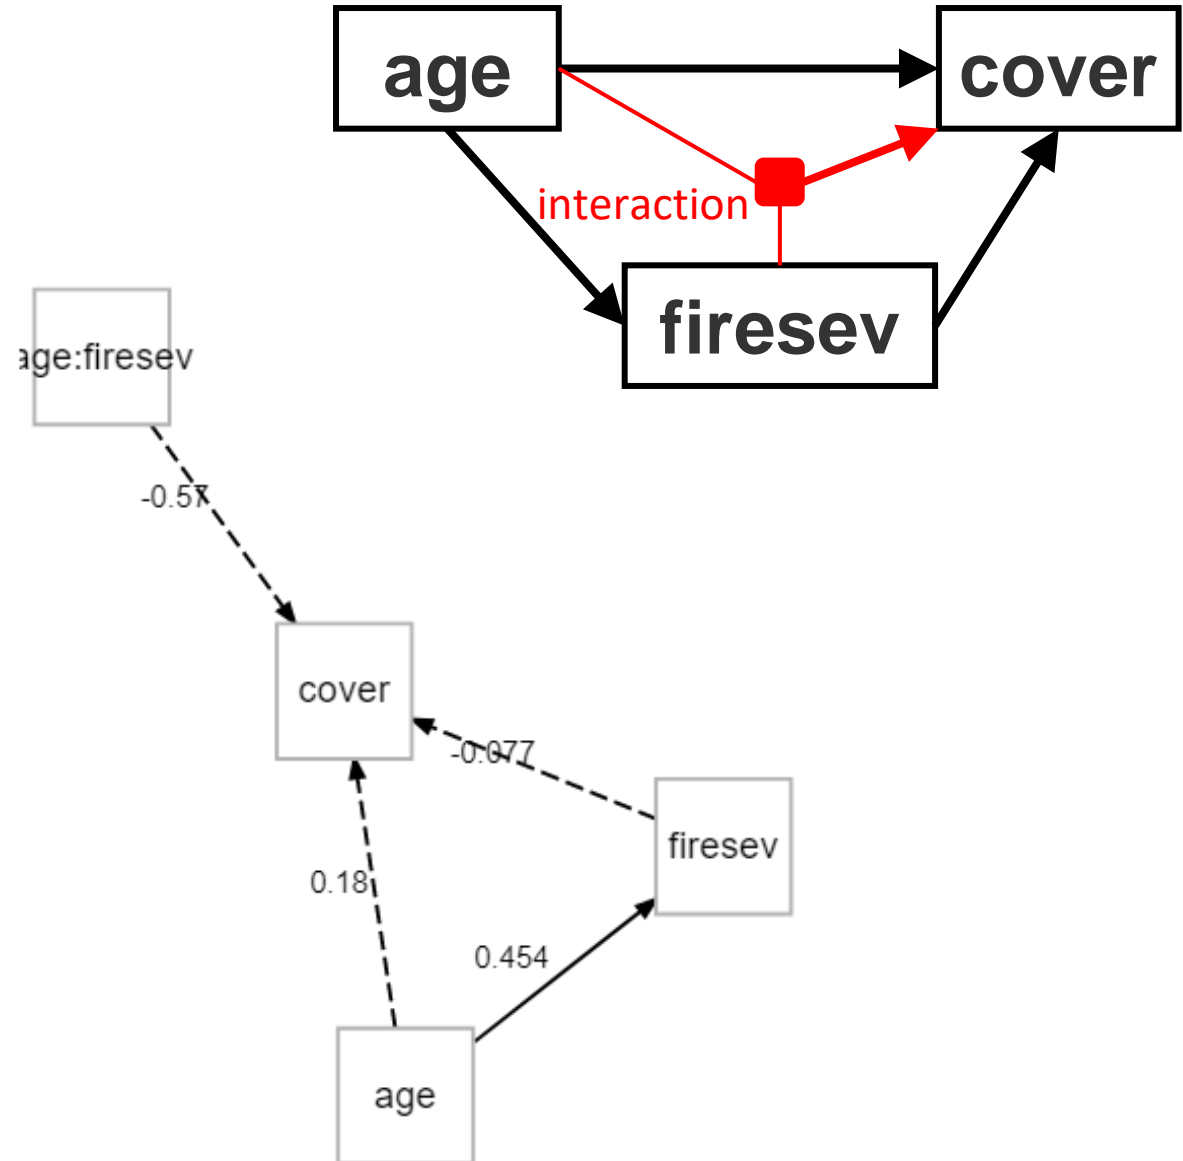 age
cover
interaction
firesev
age:firesev
-0.57
cover
-0.077
firesev
0.18
0.454
age